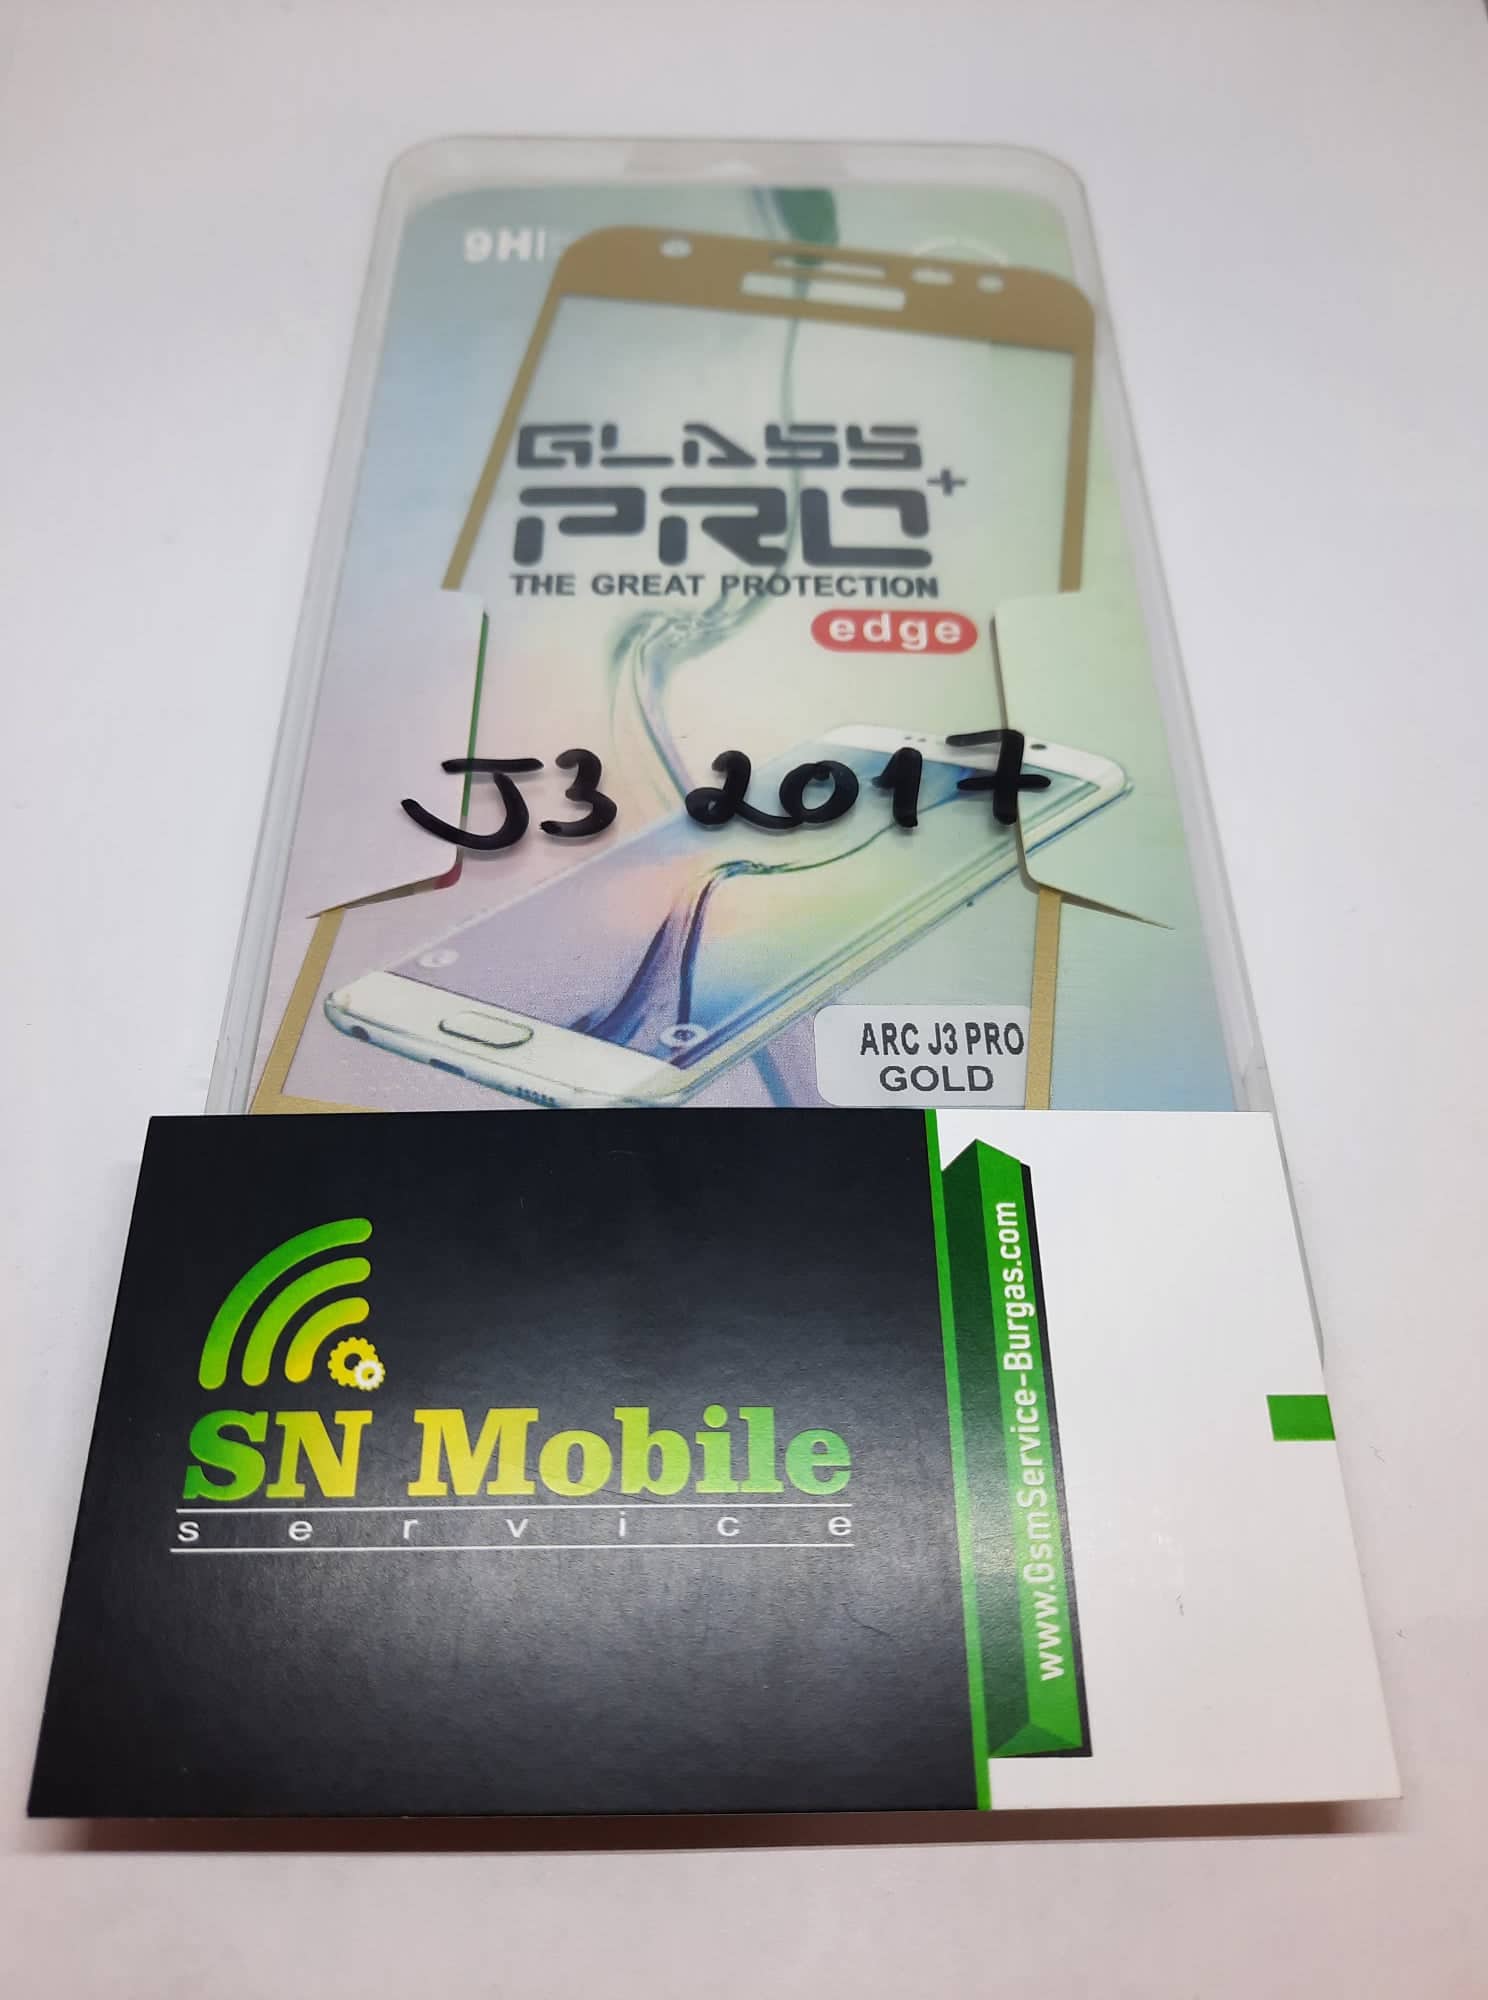 9H
GLASS
PRO+
THE GREAT PROTECTION
edge
J3 2017
ARC J3 PRO
GOLD
SN Mobile
service
www.GsmService-Burgas.com